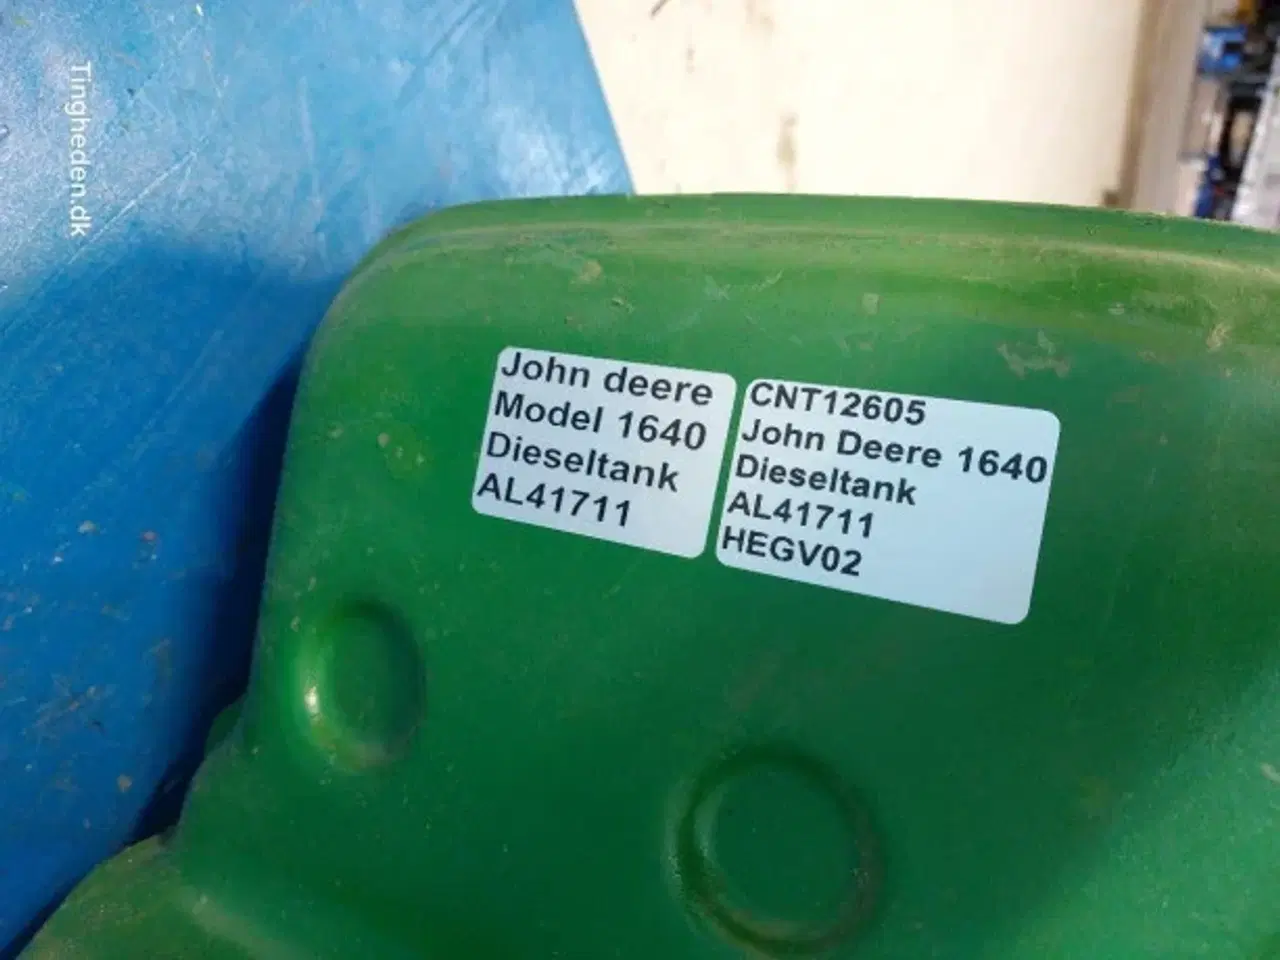 Tingheden.dk
John deere
Model 1640
Dieseltank
AL41711
CNT12605
John Deere 1640
Dieseltank
AL41711
HEGV02